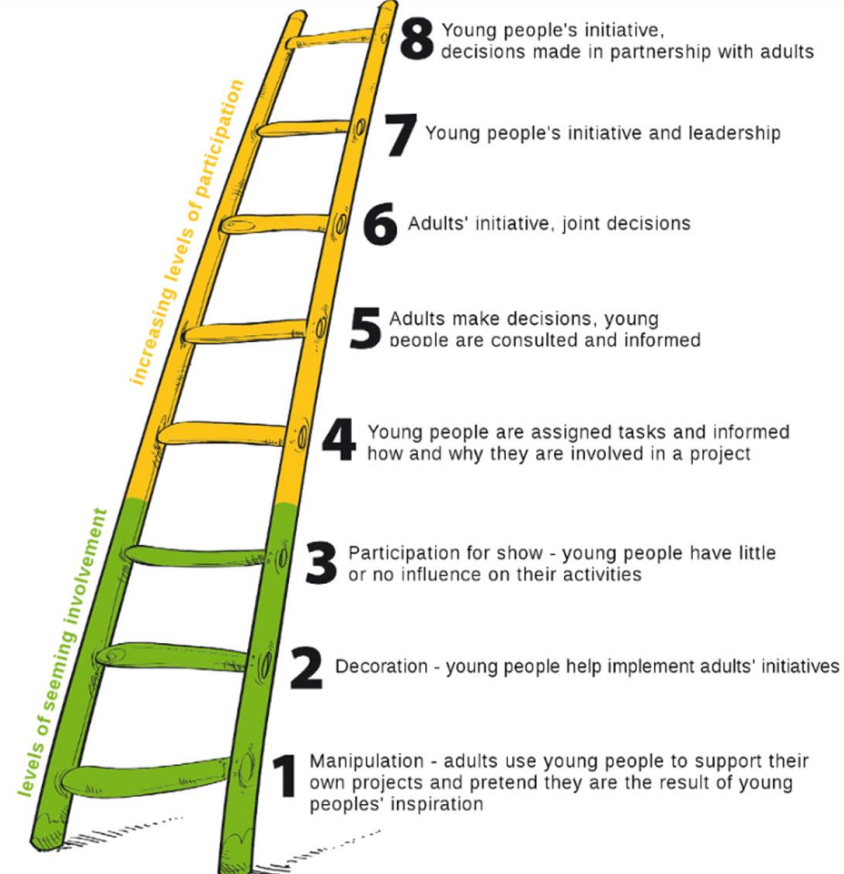 8 Young people's initiative,
decisions made in partnership with adults
7 Young people's initiative and leadership
6 Adults' initiative, joint decisions
5 Adults make decisions, young
people are consulted and informed
4 Young people are assigned tasks and informed
how and why they are involved in a project
3 Participation for show - young people have little
or no influence on their activities
2 Decoration - young people help implement adults' initiatives
1 Manipulation - adults use young people to support their
own projects and pretend they are the result of young
peoples' inspiration
increasing levels of participation
levels of seeming involvement